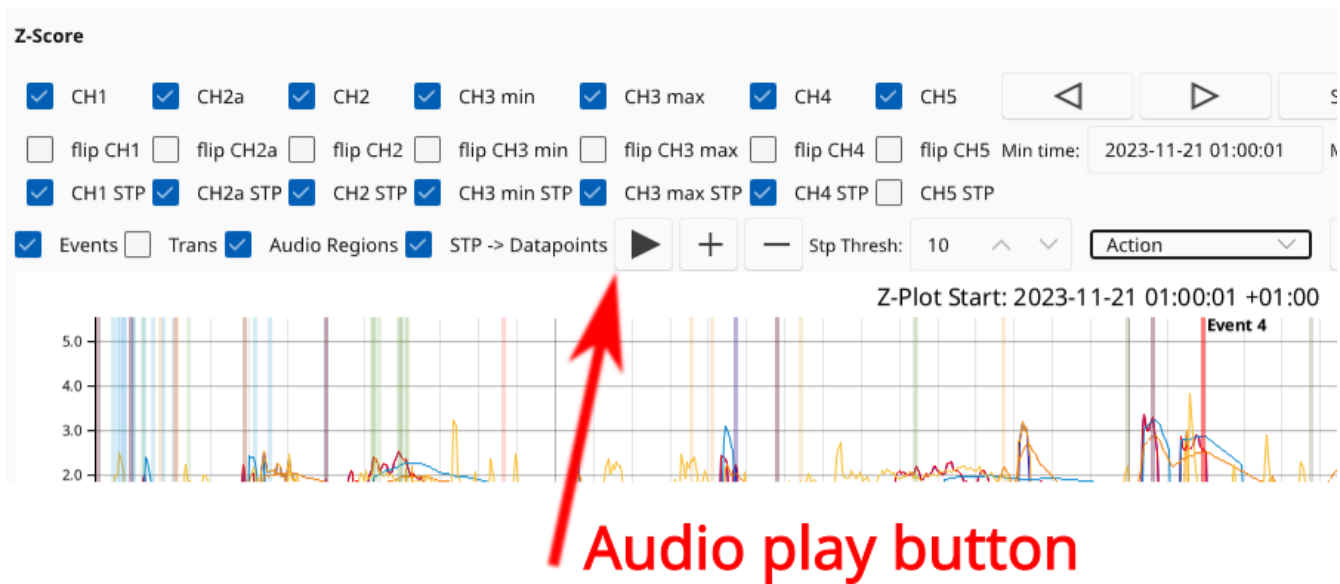 Z-Score
CH1 CH2a CH2 CH3 min CH3 max CH4 CH5 S
flip CH1 flip CH2a flip CH2 flip CH3 min flip CH3 max flip CH4 flip CH5 Min time: 2023-11-21 01:00:01 M
CH1 STP CH2a STP CH2 STP CH3 min STP CH3 max STP CH4 STP CH5 STP
Events Trans Audio Regions STP -> Datapoints Stp Thresh: 10 Action
Z-Plot Start: 2023-11-21 01:00:01 +01:00
Event 4
5.0
4.0
3.0
2.0
Audio play button